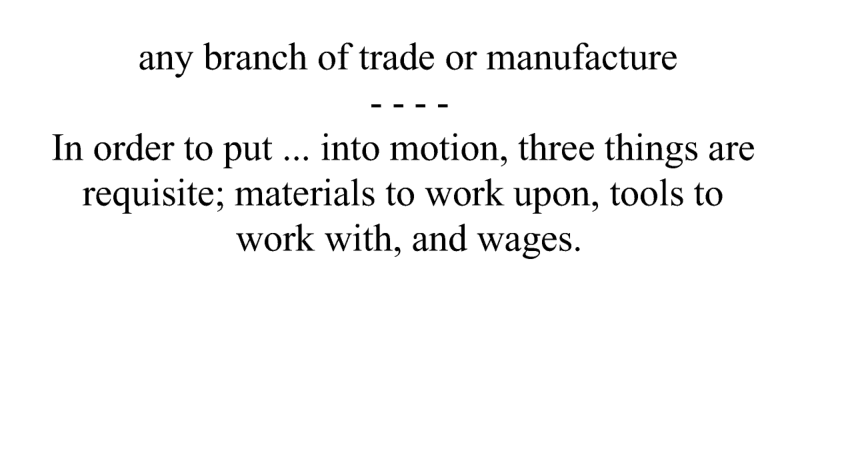 any branch of trade or manufacture
- - - -
In order to put ... into motion, three things are
requisite; materials to work upon, tools to
work with, and wages.